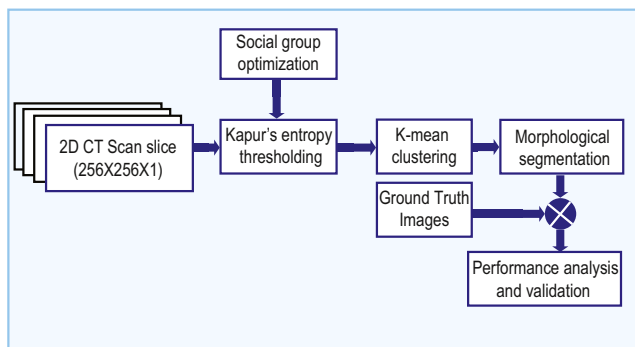 Social group
optimization
2D CT Scan slice
(256X256X1)
Kapur's entropy
thresholding
K-mean
clustering
Morphological
segmentation
Ground Truth
Images
Performance analysis
and validation